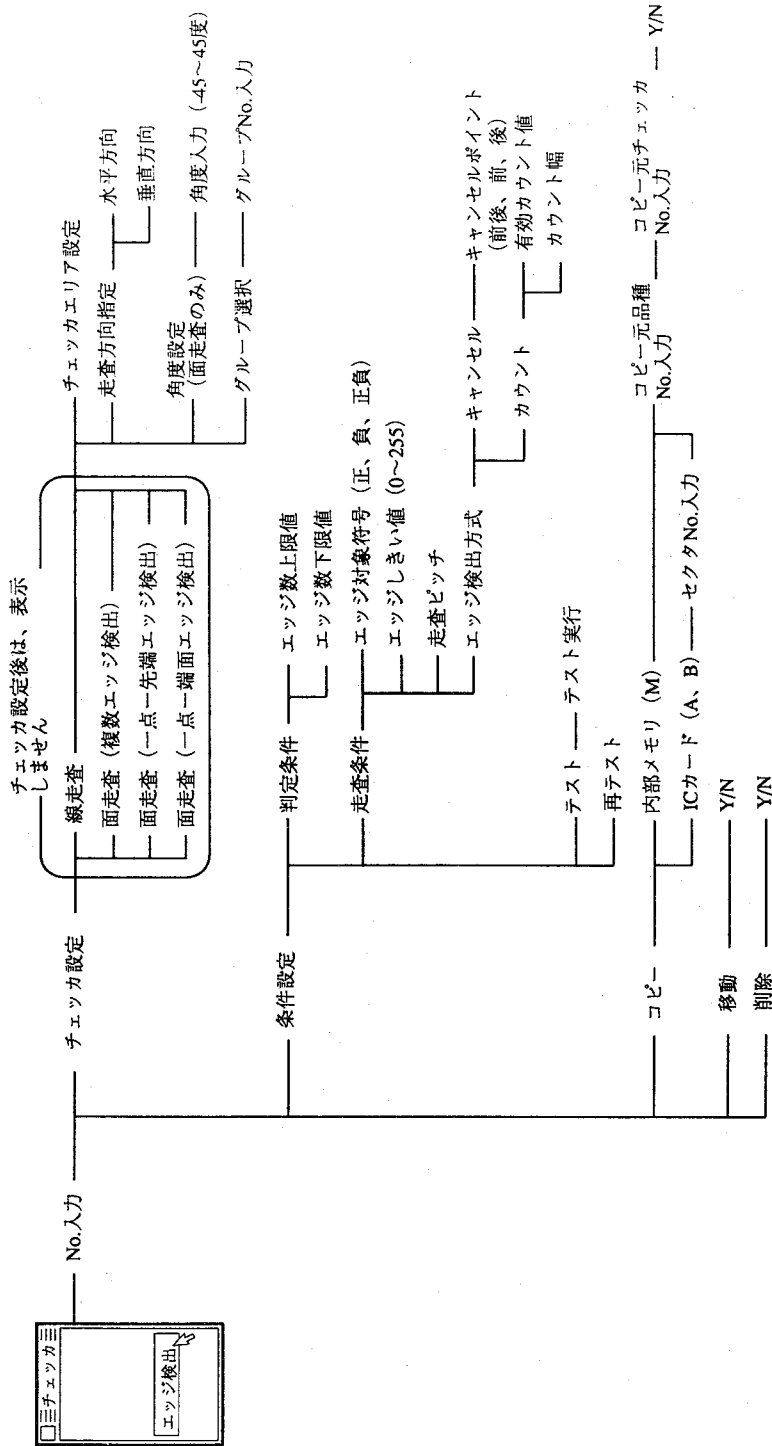 チェッカ
エッジ検出
No.入力
チェッカ設定
チェッカ設定後は、表示
しません
線走査
面走査 (複数エッジ検出)
面走査 (一点ー先端エッジ検出)
面走査 (一点ー端面エッジ検出)
チェッカエリア設定
走査方向指定
水平方向
垂直方向
角度設定
(面走査のみ)
角度入力 (-45〜45度)
グループ選択
グループNo.入力
条件設定
判定条件
エッジ数上限値
エッジ数下限値
走査条件
エッジ対象符号 (正、負、正負)
エッジしきい値 (0〜255)
走査ピッチ
エッジ検出方式
キャンセル
キャンセルポイント
(前後、前、後)
カウント
有効カウント値
カウント幅
テスト
テスト実行
再テスト
コピー
内部メモリ (M)
コピー元品種
No.入力
コピー元チェッカ
No.入力
Y/N
ICカード (A、B)
セクタNo.入力
移動
Y/N
削除
Y/N